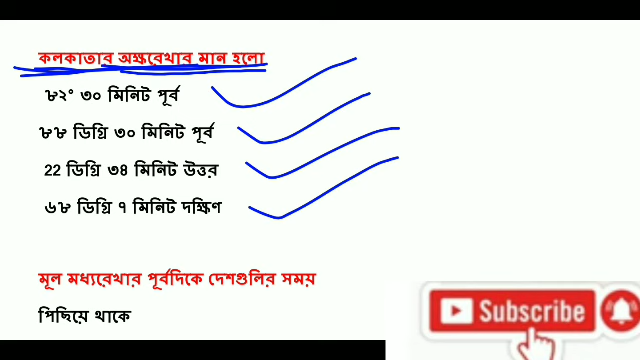 কলকাতার অক্ষরেখার মান হলো
৮২° ৩০ মিনিট পূর্ব
৮৮ ডিগ্রি ৩০ মিনিট পূর্ব
22 ডিগ্রি ৩৪ মিনিট উত্তর
৬৮ ডিগ্রি ৭ মিনিট দক্ষিণ
মূল মধ্যরেখার পূর্বদিকে দেশগুলির সময়
পিছিয়ে থাকে
Subscribe